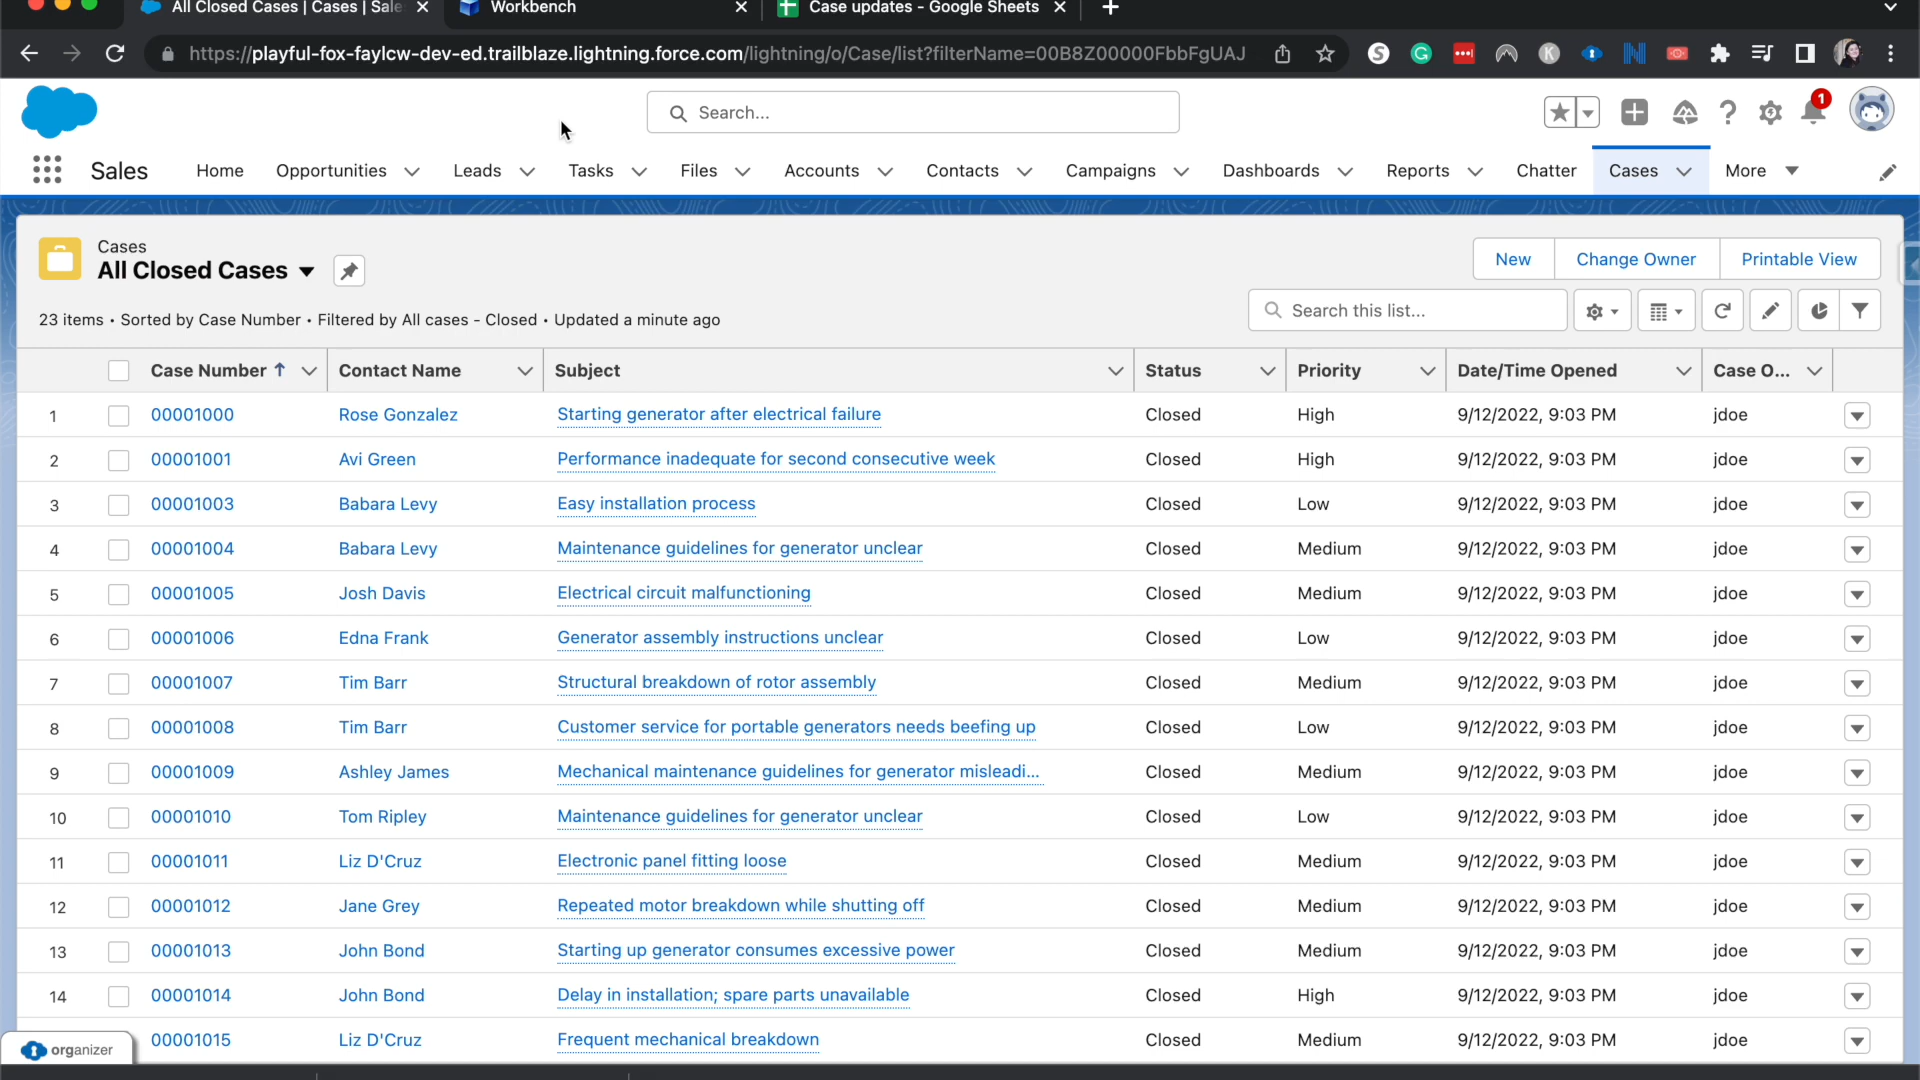 All Closed Cases | Cases | Sale
Workbench
Case updates - Google Sheets
https://playful-fox-faylcw-dev-ed.trailblaze.lightning.force.com/lightning/o/Case/list?filterName=00B8Z00000FbbFgUAJ
Search...
1
Sales
Home
Opportunities
Leads
Tasks
Files
Accounts
Contacts
Campaigns
Dashboards
Reports
Chatter
Cases
More
Cases
All Closed Cases
New
Change Owner
Printable View
23 items • Sorted by Case Number • Filtered by All cases - Closed • Updated a minute ago
Search this list...
Case Number Contact Name Subject Status Priority Date/Time Opened Case O...
1 00001000 Rose Gonzalez Starting generator after electrical failure Closed High 9/12/2022, 9:03 PM jdoe
2 00001001 Avi Green Performance inadequate for second consecutive week Closed High 9/12/2022, 9:03 PM jdoe
3 00001003 Babara Levy Easy installation process Closed Low 9/12/2022, 9:03 PM jdoe
4 00001004 Babara Levy Maintenance guidelines for generator unclear Closed Medium 9/12/2022, 9:03 PM jdoe
5 00001005 Josh Davis Electrical circuit malfunctioning Closed Medium 9/12/2022, 9:03 PM jdoe
6 00001006 Edna Frank Generator assembly instructions unclear Closed Low 9/12/2022, 9:03 PM jdoe
7 00001007 Tim Barr Structural breakdown of rotor assembly Closed Medium 9/12/2022, 9:03 PM jdoe
8 00001008 Tim Barr Customer service for portable generators needs beefing up Closed Low 9/12/2022, 9:03 PM jdoe
9 00001009 Ashley James Mechanical maintenance guidelines for generator misleadi... Closed Medium 9/12/2022, 9:03 PM jdoe
10 00001010 Tom Ripley Maintenance guidelines for generator unclear Closed Low 9/12/2022, 9:03 PM jdoe
11 00001011 Liz D'Cruz Electronic panel fitting loose Closed Medium 9/12/2022, 9:03 PM jdoe
12 00001012 Jane Grey Repeated motor breakdown while shutting off Closed Medium 9/12/2022, 9:03 PM jdoe
13 00001013 John Bond Starting up generator consumes excessive power Closed Medium 9/12/2022, 9:03 PM jdoe
14 00001014 John Bond Delay in installation; spare parts unavailable Closed High 9/12/2022, 9:03 PM jdoe
00001015 Liz D'Cruz Frequent mechanical breakdown Closed Medium 9/12/2022, 9:03 PM jdoe
organizer